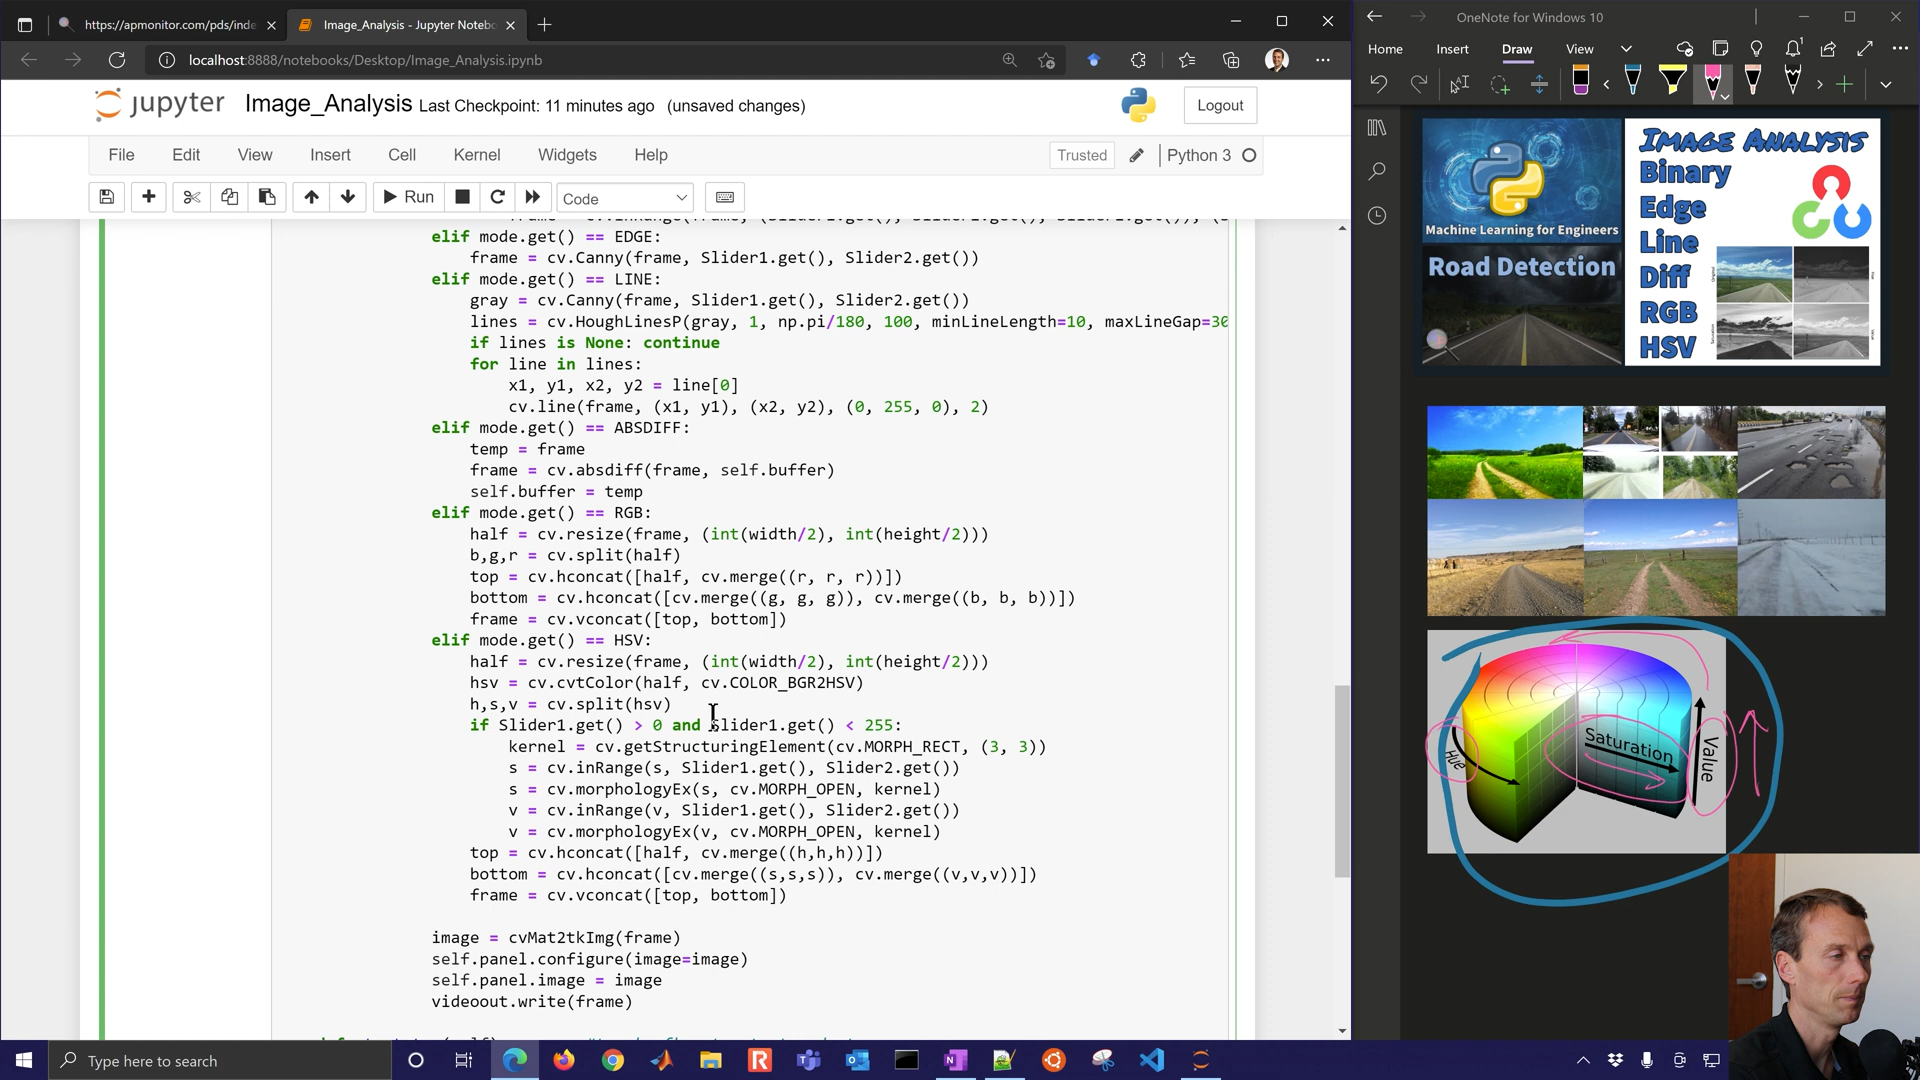 https://apmonitor.com/pds/inde
Image_Analysis - Jupyter Notebo
localhost:8888/notebooks/Desktop/Image_Analysis.ipynb
jupyter Image_Analysis Last Checkpoint: 11 minutes ago (unsaved changes)
Logout
File Edit View Insert Cell Kernel Widgets Help
Trusted Python 3
Run Code
elif mode.get() == EDGE:
frame = cv.Canny(frame, Slider1.get(), Slider2.get())
elif mode.get() == LINE:
gray = cv.Canny(frame, Slider1.get(), Slider2.get())
lines = cv.HoughLinesP(gray, 1, np.pi/180, 100, minLineLength=10, maxLineGap=30
if lines is None: continue
for line in lines:
x1, y1, x2, y2 = line[0]
cv.line(frame, (x1, y1), (x2, y2), (0, 255, 0), 2)
elif mode.get() == ABSDIFF:
temp = frame
frame = cv.absdiff(frame, self.buffer)
self.buffer = temp
elif mode.get() == RGB:
half = cv.resize(frame, (int(width/2), int(height/2)))
b,g,r = cv.split(half)
top = cv.hconcat([half, cv.merge((r, r, r))])
bottom = cv.hconcat([cv.merge((g, g, g)), cv.merge((b, b, b))])
frame = cv.vconcat([top, bottom])
elif mode.get() == HSV:
half = cv.resize(frame, (int(width/2), int(height/2)))
hsv = cv.cvtColor(half, cv.COLOR_BGR2HSV)
h,s,v = cv.split(hsv)
if Slider1.get() > 0 and Slider1.get() < 255:
kernel = cv.getStructuringElement(cv.MORPH_RECT, (3, 3))
s = cv.inRange(s, Slider1.get(), Slider2.get())
s = cv.morphologyEx(s, cv.MORPH_OPEN, kernel)
v = cv.inRange(v, Slider1.get(), Slider2.get())
v = cv.morphologyEx(v, cv.MORPH_OPEN, kernel)
top = cv.hconcat([half, cv.merge((h,h,h))])
bottom = cv.hconcat([cv.merge((s,s,s)), cv.merge((v,v,v))])
frame = cv.vconcat([top, bottom])
image = cvMat2tkImg(frame)
self.panel.configure(image=image)
self.panel.image = image
videoout.write(frame)
Type here to search
OneNote for Windows 10
Home Insert Draw View
Machine Learning for Engineers
Road Detection
IMAGE ANALYSIS
Binary
Edge
Line
Diff
RGB
HSV
Hue
Saturation
Value